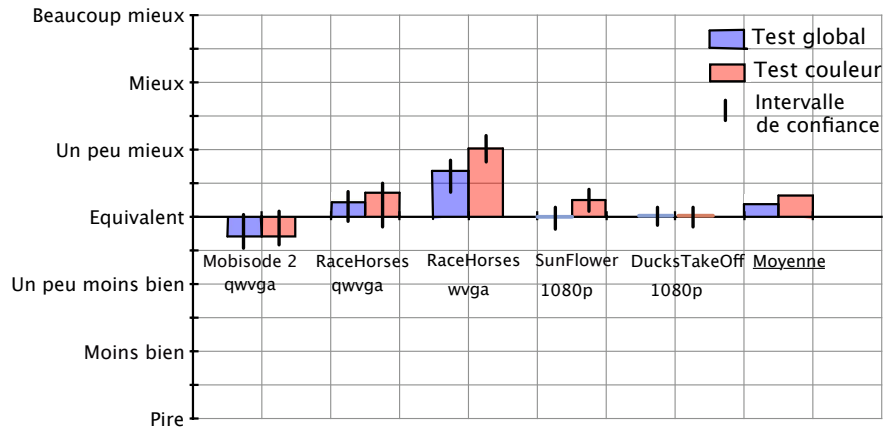 Beaucoup mieux
Mieux
Un peu mieux
Equivalent
Un peu moins bien
Moins bien
Pire
Test global
Test couleur
Intervalle
de confiance
Mobisode 2
qwvga
RaceHorses
qwvga
RaceHorses
wvga
SunFlower
1080p
DucksTakeOff
1080p
Moyenne